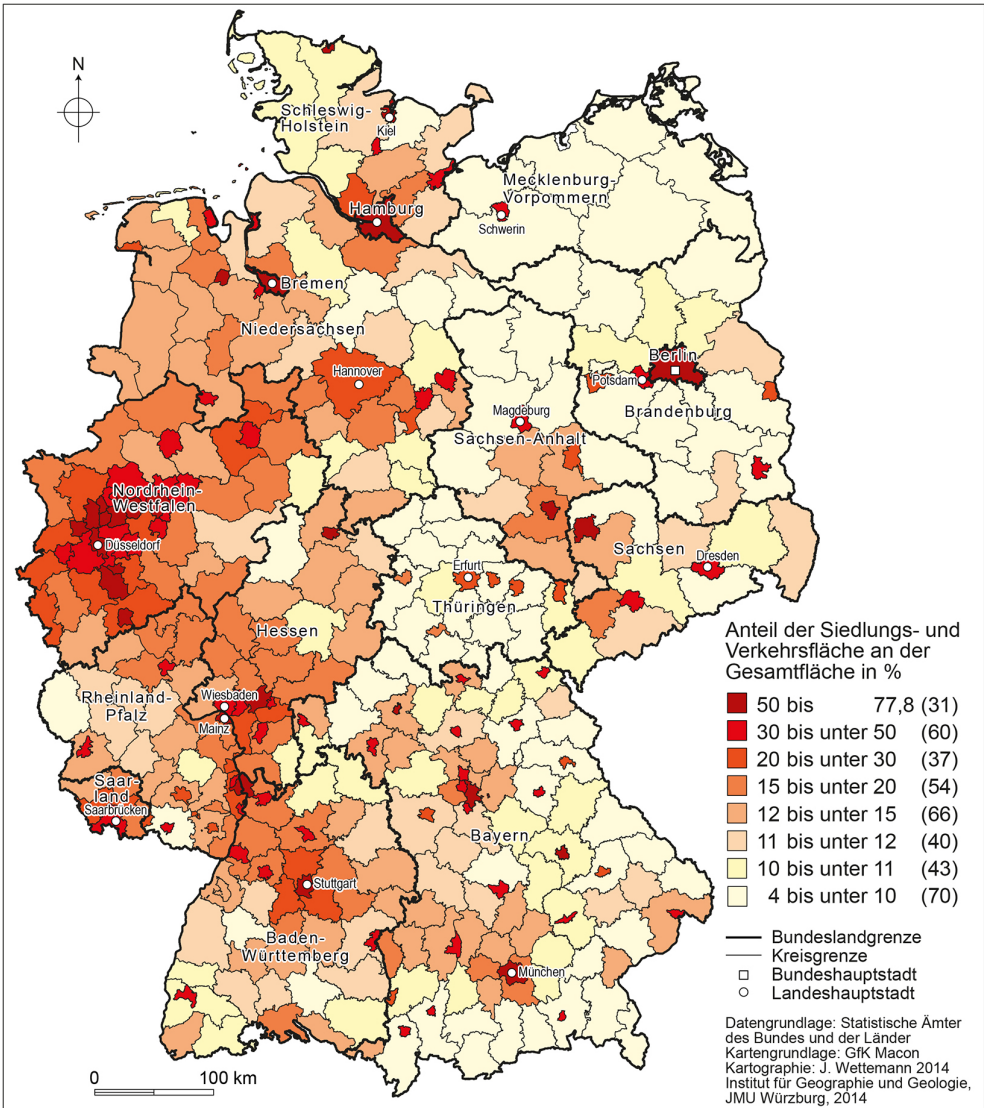 N
Schleswig-
Holstein
Kiel
Mecklenburg-
Vorpommern
Hamburg
Schwerin
Bremen
Niedersachsen
Berlin
Hannover
Potsdam
Magdeburg
Brandenburg
Sachsen-Anhalt
Nordrhein-
Westfalen
Düsseldorf
Sachsen
Dresden
Erfurt
Thüringen
Hessen
Anteil der Siedlungs- und
Verkehrsfläche an der
Gesamtfläche in %
50 bis 77,8 (31)
30 bis unter 50 (60)
20 bis unter 30 (37)
15 bis unter 20 (54)
12 bis unter 15 (66)
11 bis unter 12 (40)
10 bis unter 11 (43)
4 bis unter 10 (70)
Rheinland-
Pfalz
Wiesbaden
Mainz
Saar-
land
Saarbrücken
Bayern
Stuttgart
Baden-
Württemberg
München
Bundeslandgrenze
Kreisgrenze
Bundeshauptstadt
Landeshauptstadt
Datengrundlage: Statistische Ämter
des Bundes und der Länder
Kartengrundlage: GfK Macon
Kartographie: J. Wettemann 2014
Institut für Geographie und Geologie,
JMU Würzburg, 2014
0 100 km